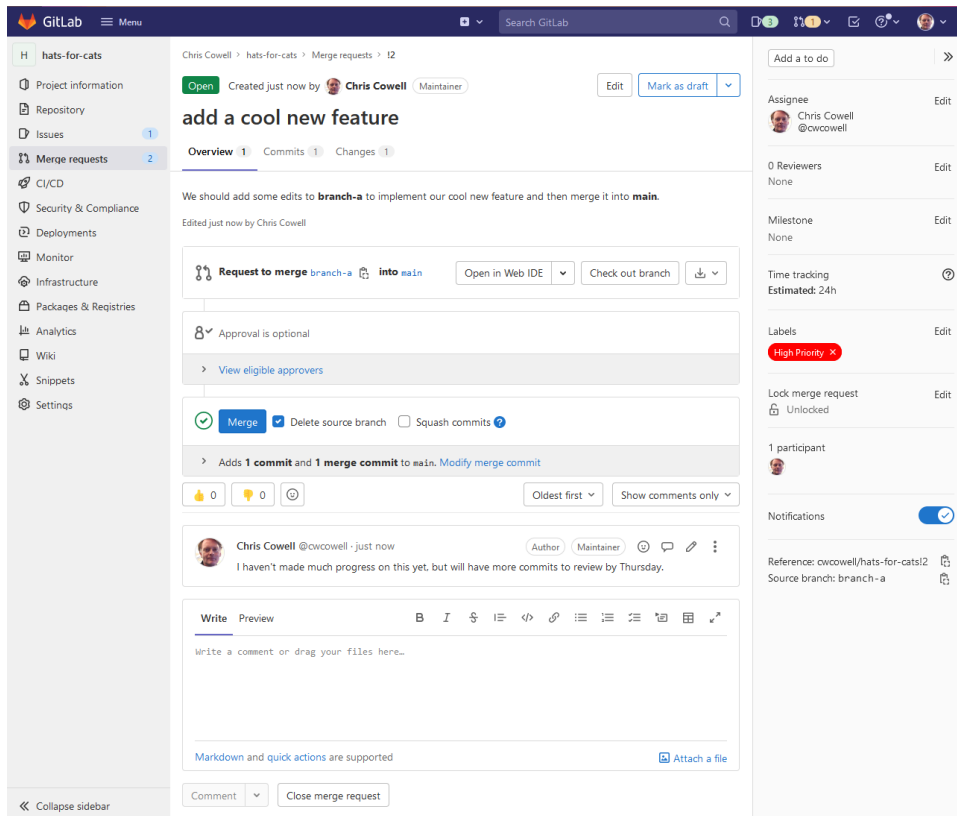 GitLab Menu Search GitLab 3 1
H hats-for-cats
Project information
Repository
Issues 1
Merge requests 2
CI/CD
Security & Compliance
Deployments
Monitor
Infrastructure
Packages & Registries
Analytics
Wiki
Snippets
Settings
Collapse sidebar
Chris Cowell > hats-for-cats > Merge requests > !2
Open Created just now by Chris Cowell Maintainer Edit Mark as draft
add a cool new feature
Overview 1 Commits 1 Changes 1
We should add some edits to branch-a to implement our cool new feature and then merge it into main.
Edited just now by Chris Cowell
Request to merge branch-a into main Open in Web IDE Check out branch
Approval is optional
View eligible approvers
Merge Delete source branch Squash commits ?
Adds 1 commit and 1 merge commit to main. Modify merge commit
0 0 Oldest first Show comments only
Chris Cowell @cwcowell · just now Author Maintainer
I haven't made much progress on this yet, but will have more commits to review by Thursday.
Write Preview
Write a comment or drag your files here…
Markdown and quick actions are supported Attach a file
Comment Close merge request
Add a to do
Assignee Edit
Chris Cowell
@cwcowell
0 Reviewers Edit
None
Milestone Edit
None
Time tracking ?
Estimated: 24h
Labels Edit
High Priority ×
Lock merge request Edit
Unlocked
1 participant
Notifications
Reference: cwcowell/hats-for-cats!2
Source branch: branch-a